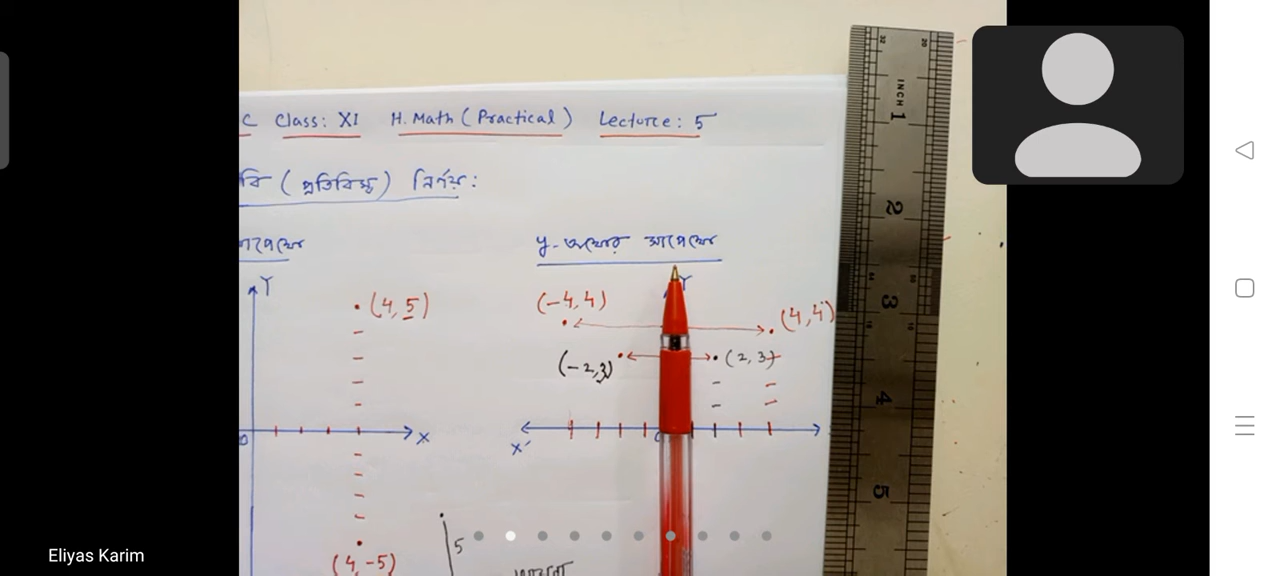 C Class: XI H. Math (Practical) Lecture: 5
বি (প্রতিবিম্ব) নির্ণয়:
সাপেক্ষে
y-অক্ষের সাপেক্ষে
Y
(4,5)
X
(4,-5)
Y
(-4,4)
(4,4)
(-2,3)
(2,3)
X'
5
INCH 1
2
3
4
5
Eliyas Karim